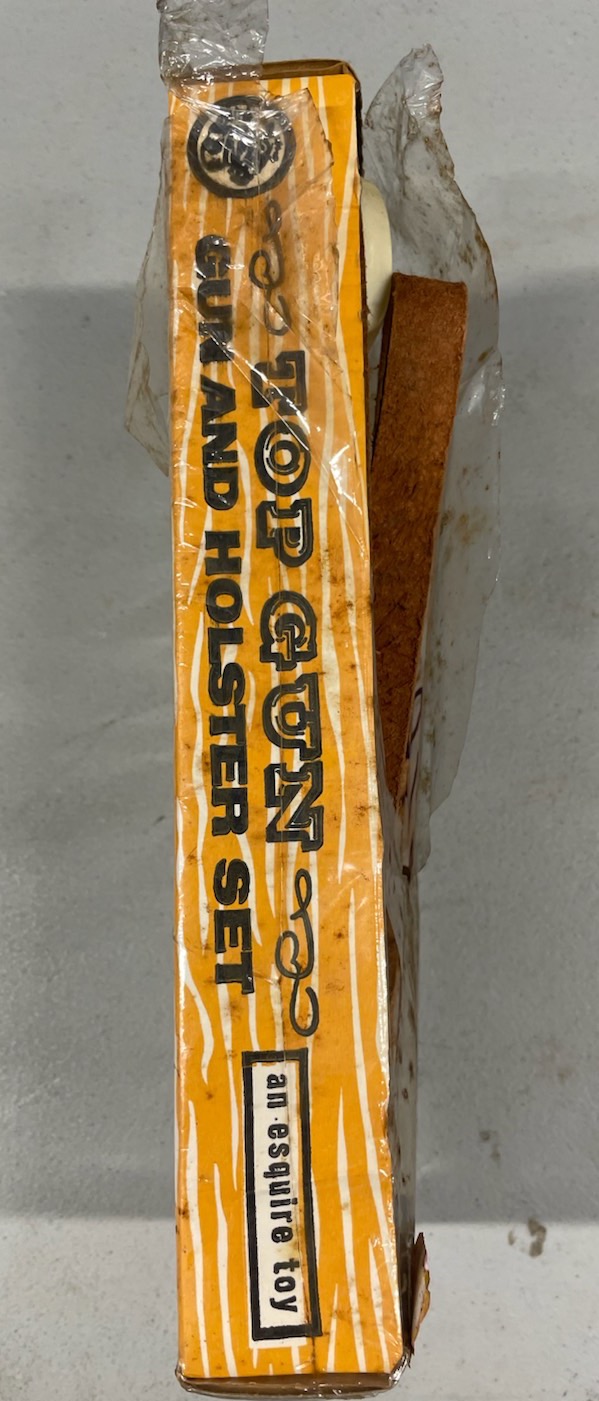 TOP GUN
GUN AND HOLSTER SET
an esquire toy